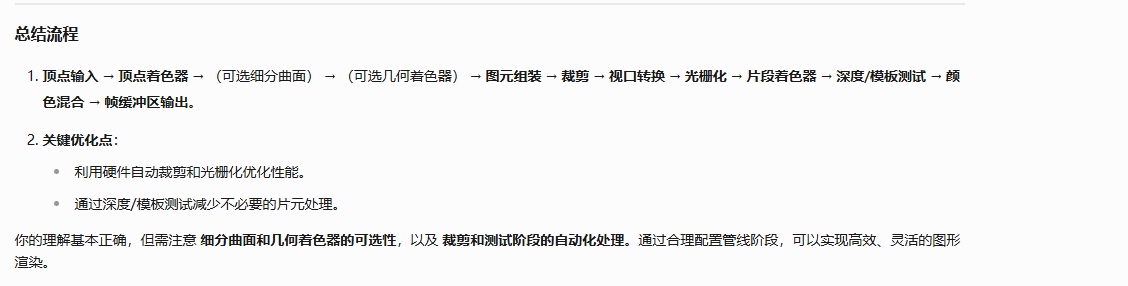 总结流程
1. 顶点输入 → 顶点着色器 → （可选细分曲面） → （可选几何着色器） → 图元组装 → 裁剪 → 视口转换 → 光栅化 → 片段着色器 → 深度/模板测试 → 颜
色混合 → 帧缓冲区输出。
2. 关键优化点：
• 利用硬件自动裁剪和光栅化优化性能。
• 通过深度/模板测试减少不必要的片元处理。
你的理解基本正确，但需注意 细分曲面和几何着色器的可选性，以及 裁剪和测试阶段的自动化处理。通过合理配置管线阶段，可以实现高效、灵活的图形
渲染。